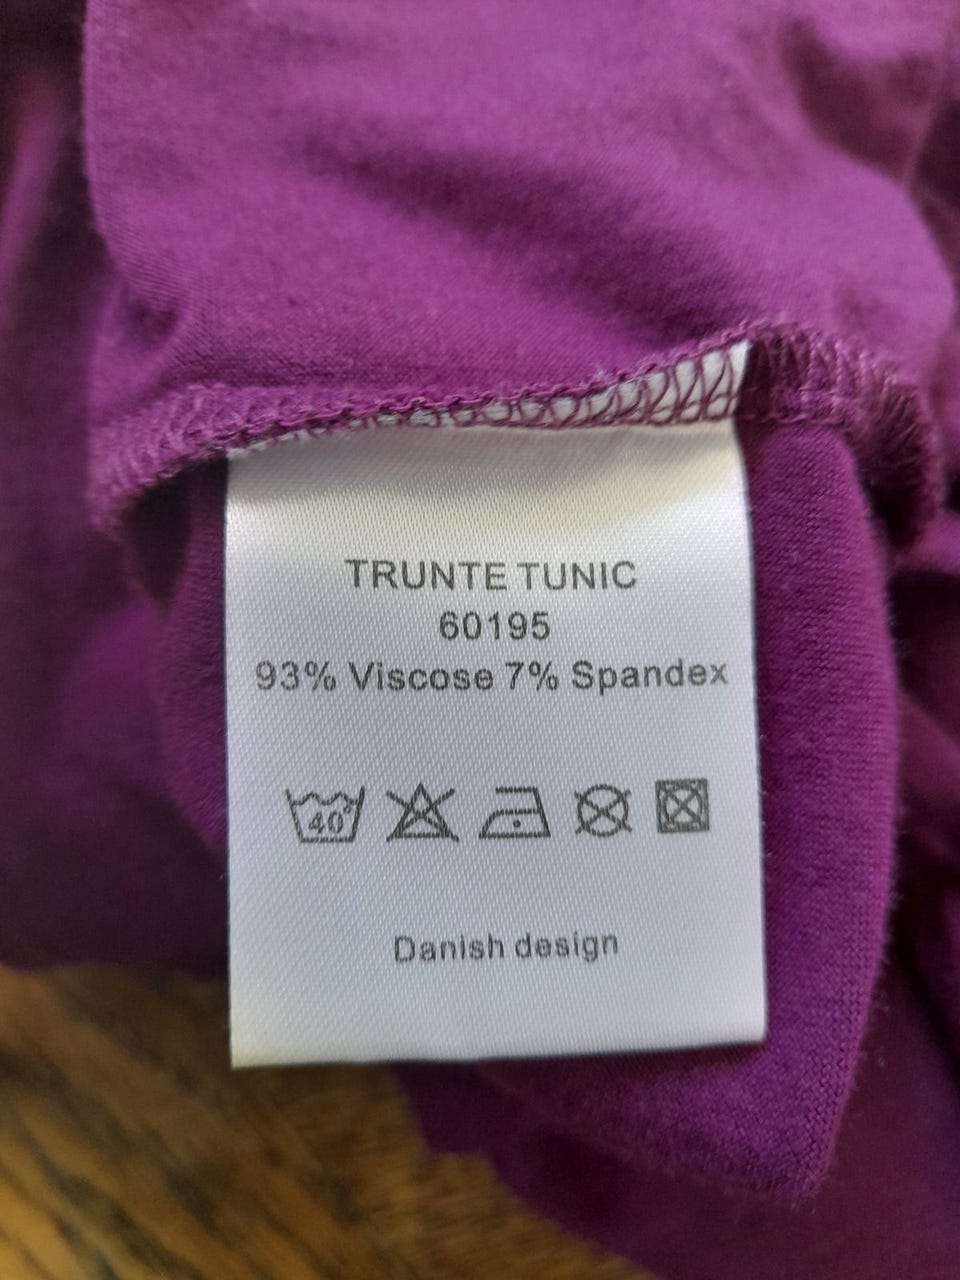 TRUNTE TUNIC
60195
93% Viscose 7% Spandex
40°
Danish design